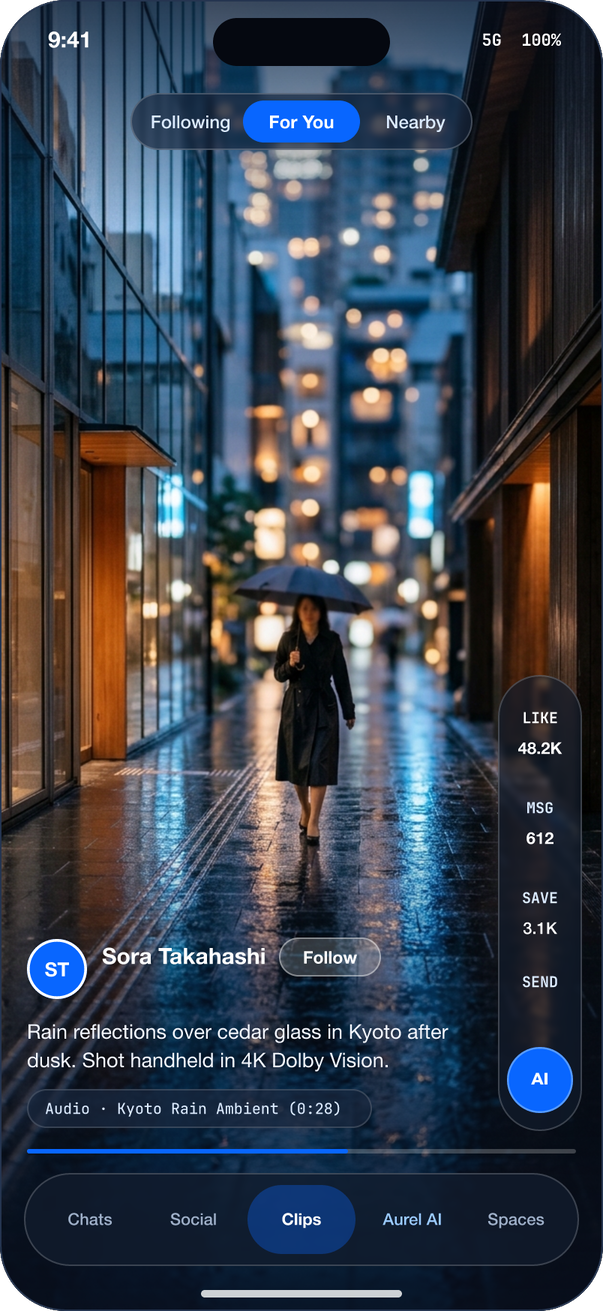 9:41
5G 100%
Following For You Nearby
LIKE
48.2K
MSG
612
SAVE
3.1K
SEND
AI
ST
Sora Takahashi Follow
Rain reflections over cedar glass in Kyoto after
dusk. Shot handheld in 4K Dolby Vision.
Audio · Kyoto Rain Ambient (0:28)
Chats Social Clips Aurel AI Spaces